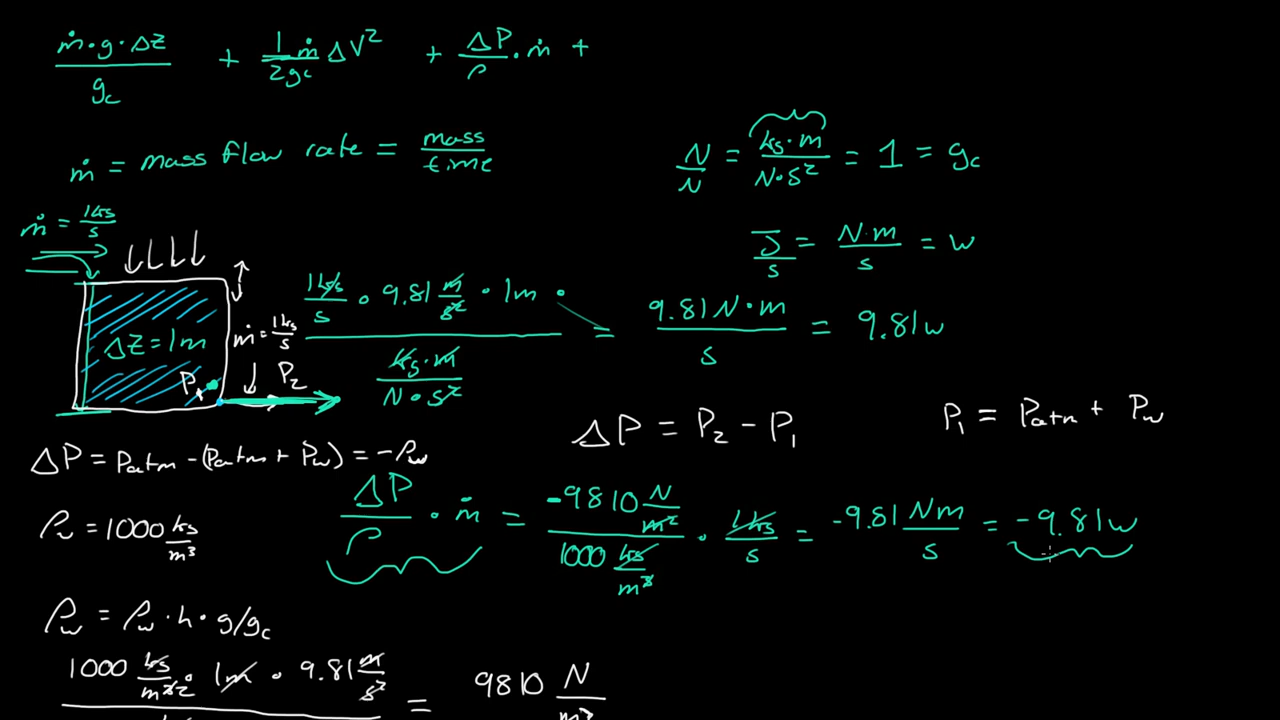 ṁ·g·ΔZ/g_c + 1/2g_c ṁ ΔV² + ΔP/ρ · ṁ +
ṁ = mass flow rate = mass/time
N/N = kg·m/N·s² = 1 = g_c
ṁ = 1kg/s
J/s = N·m/s = W
1kg/s · 9.81 m/s² · 1m · / kg·m/N·s² = 9.81 N·m/s = 9.81W
ΔZ = 1m
ṁ = 1kg/s
P₁
P₂
ΔP = P₂ - P₁
P₁ = Patm + Pw
ΔP = Patm - (Patm + Pw) = -Pw
ΔP/ρ · ṁ = -9810 N/m² / 1000 kg/m³ · 1kg/s = -9.81 Nm/s = -9.81W
ρw = 1000 kg/m³
Pw = ρw · h · g/g_c
1000 kg/m³ · 1m · 9.81 m/s² = 9810 N/m²